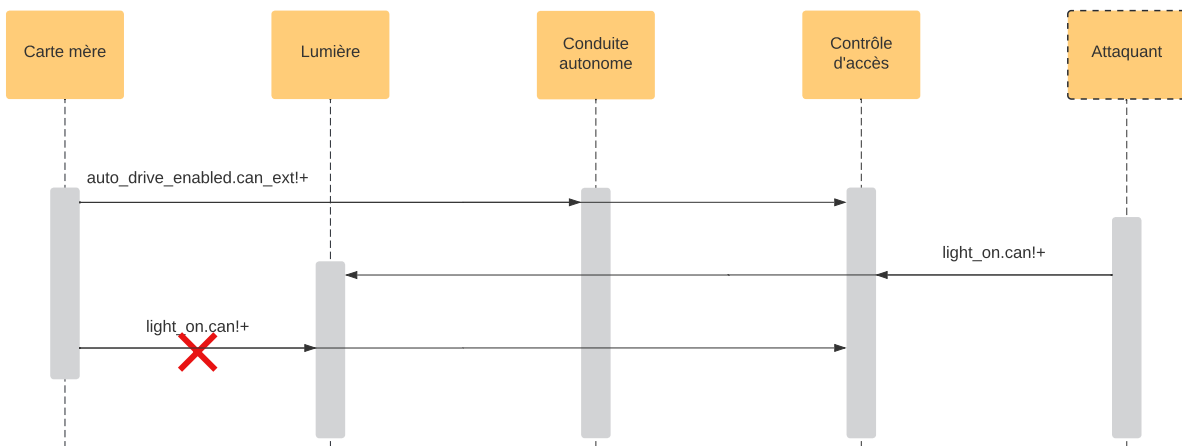 Carte mère
Lumière
Conduite
autonome
Contrôle
d'accès
Attaquant
auto_drive_enabled.can_ext!+
light_on.can!+
light_on.can!+